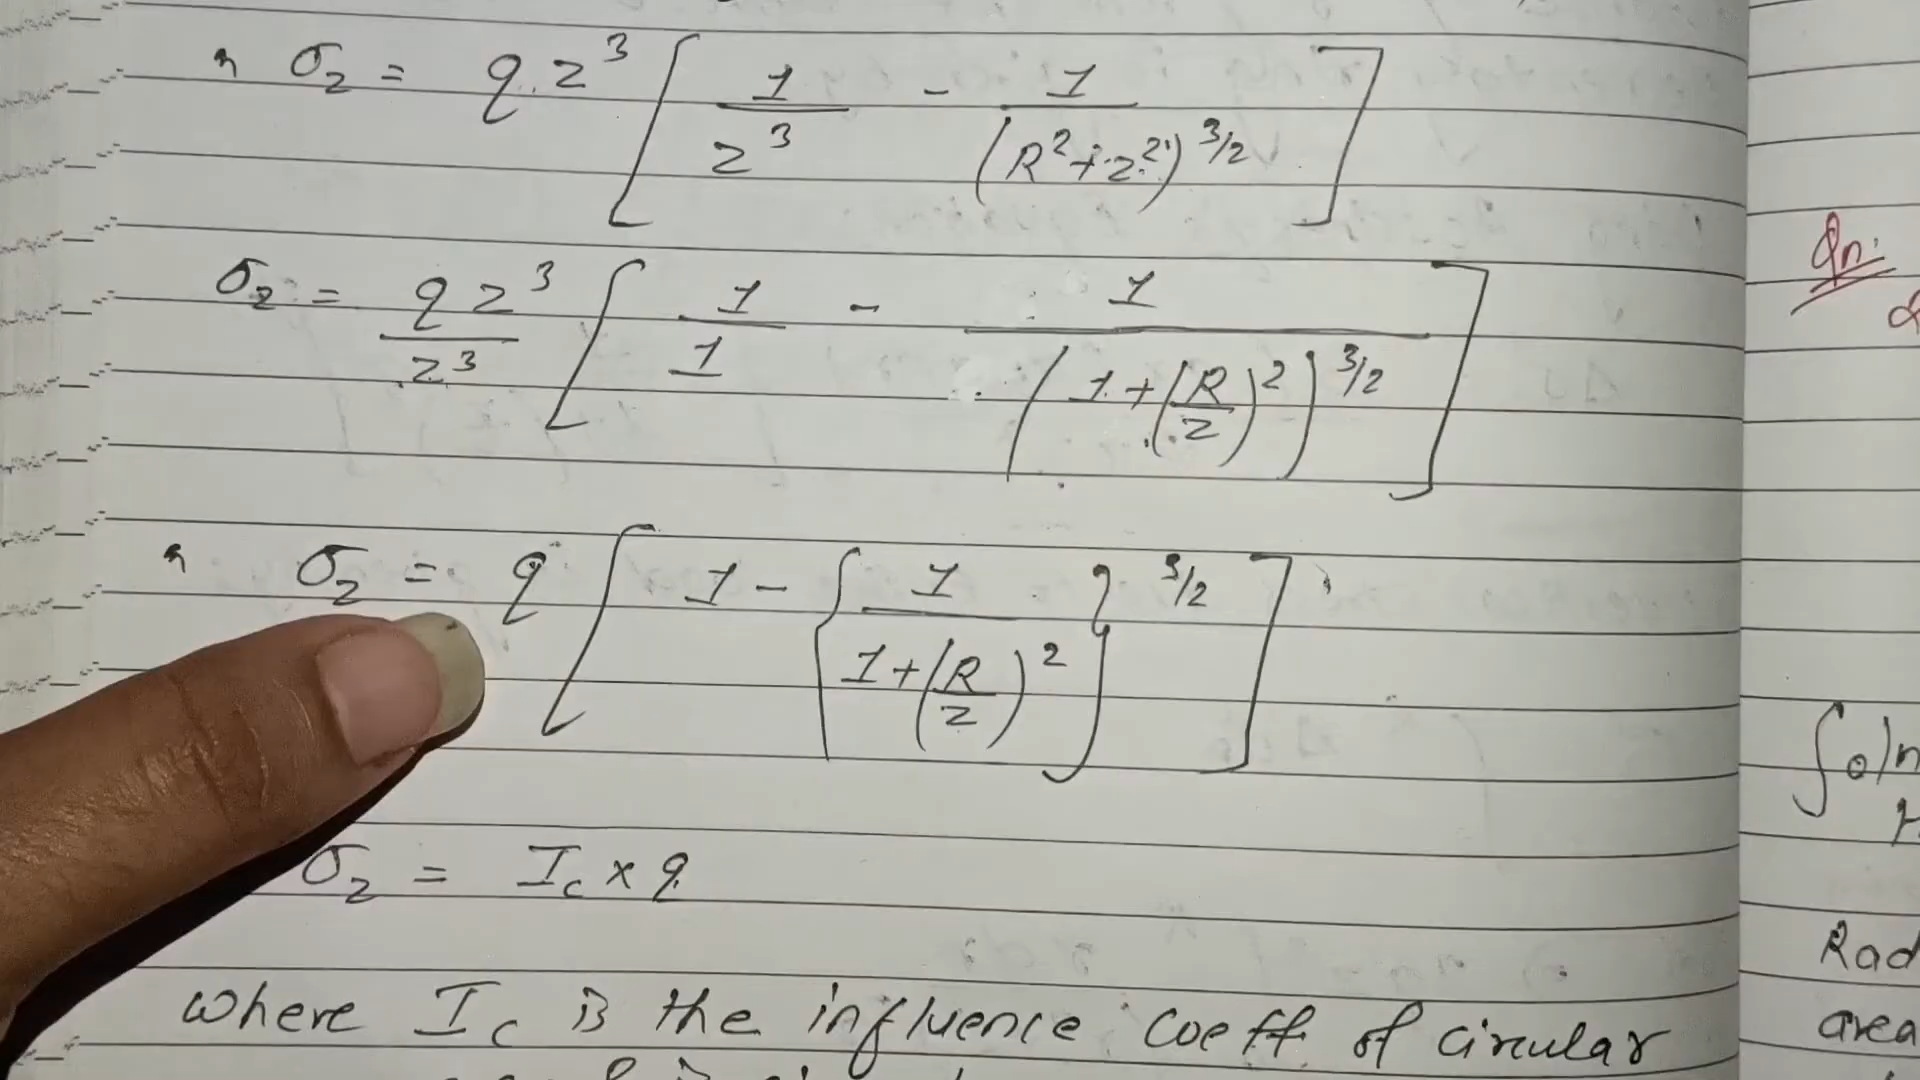 σz = q.z³ [ 1/z³ - 1/(R²+z²)^3/2 ]
σz = qz³/z³ [ 1/1 - 1/(1+(R/z)²)^3/2 ]
σz = q [ 1 - { 1/1+(R/z)² }^3/2 ]
σz = Ic × q
where Ic is the influence coeff. of circular
Qn:
Rad
area